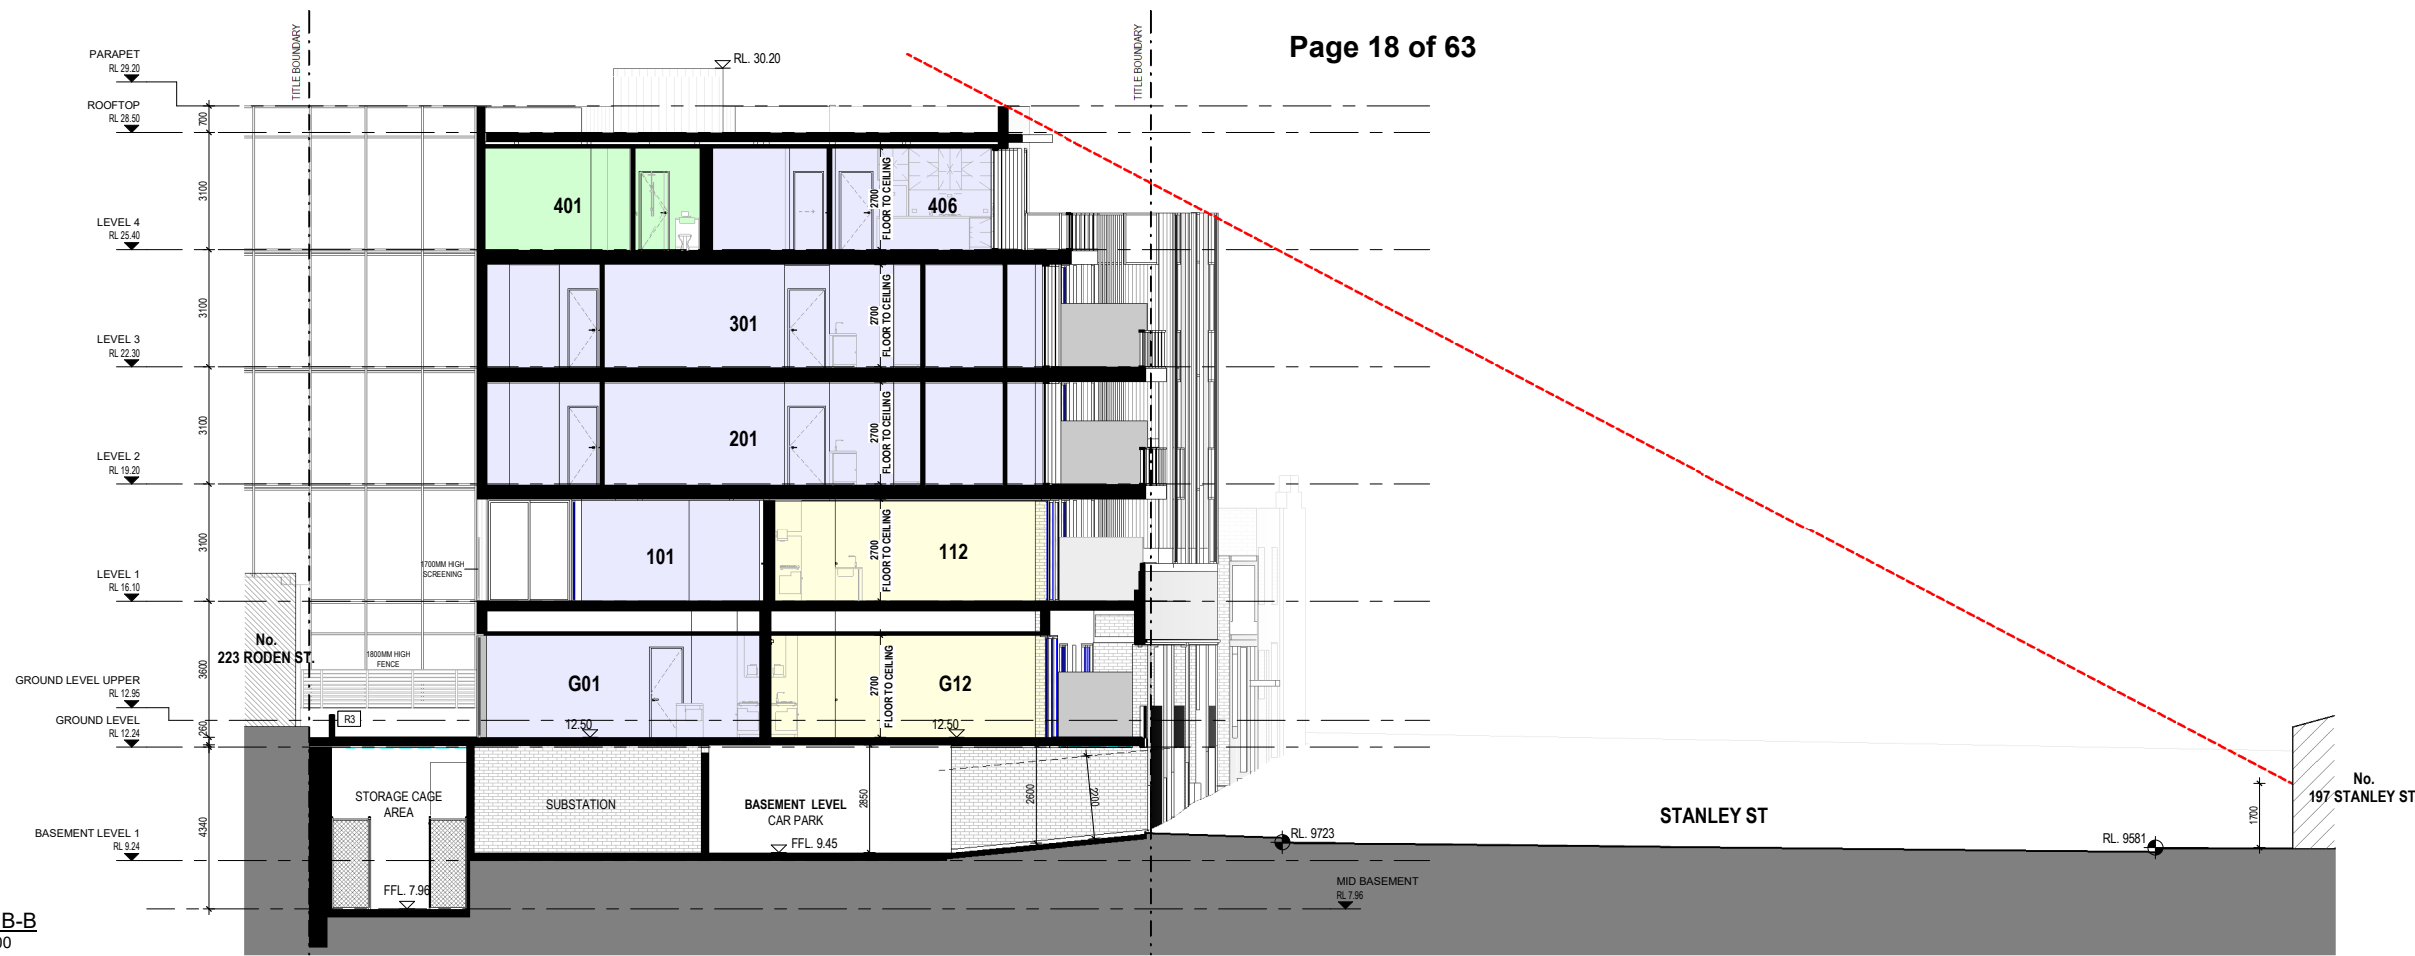 Page 18 of 63
TITLE BOUNDARY
TITLE BOUNDARY
PARAPET
RL 29.20
RL. 30.20
ROOFTOP
RL 28.50
700
3100
401
406
2700
FLOOR TO CEILING
LEVEL 4
RL 25.40
3100
301
2700
FLOOR TO CEILING
LEVEL 3
RL 22.30
3100
201
2700
FLOOR TO CEILING
LEVEL 2
RL 19.20
3100
1700MM HIGH
SCREENING
101
112
2700
FLOOR TO CEILING
LEVEL 1
RL 16.10
No.
223 RODEN ST.
1800MM HIGH
FENCE
3600
G01
G12
2700
FLOOR TO CEILING
GROUND LEVEL UPPER
RL 12.95
GROUND LEVEL
RL 12.24
R3
260
12.50
12.50
STORAGE CAGE
AREA
SUBSTATION
BASEMENT LEVEL
CAR PARK
2850
2600
2200
FFL. 9.45
4340
BASEMENT LEVEL 1
RL 9.24
FFL. 7.96
STANLEY ST
RL. 9723
RL. 9581
1700
No.
197 STANLEY ST
MID BASEMENT
RL 7.96
B-B
00